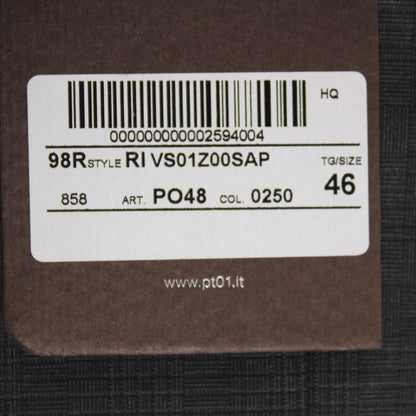 HQ
000000000002594004
98R STYLE RI VS01Z00SAP TG/SIZE
858 ART. PO48 COL. 0250 46
www.pt01.it